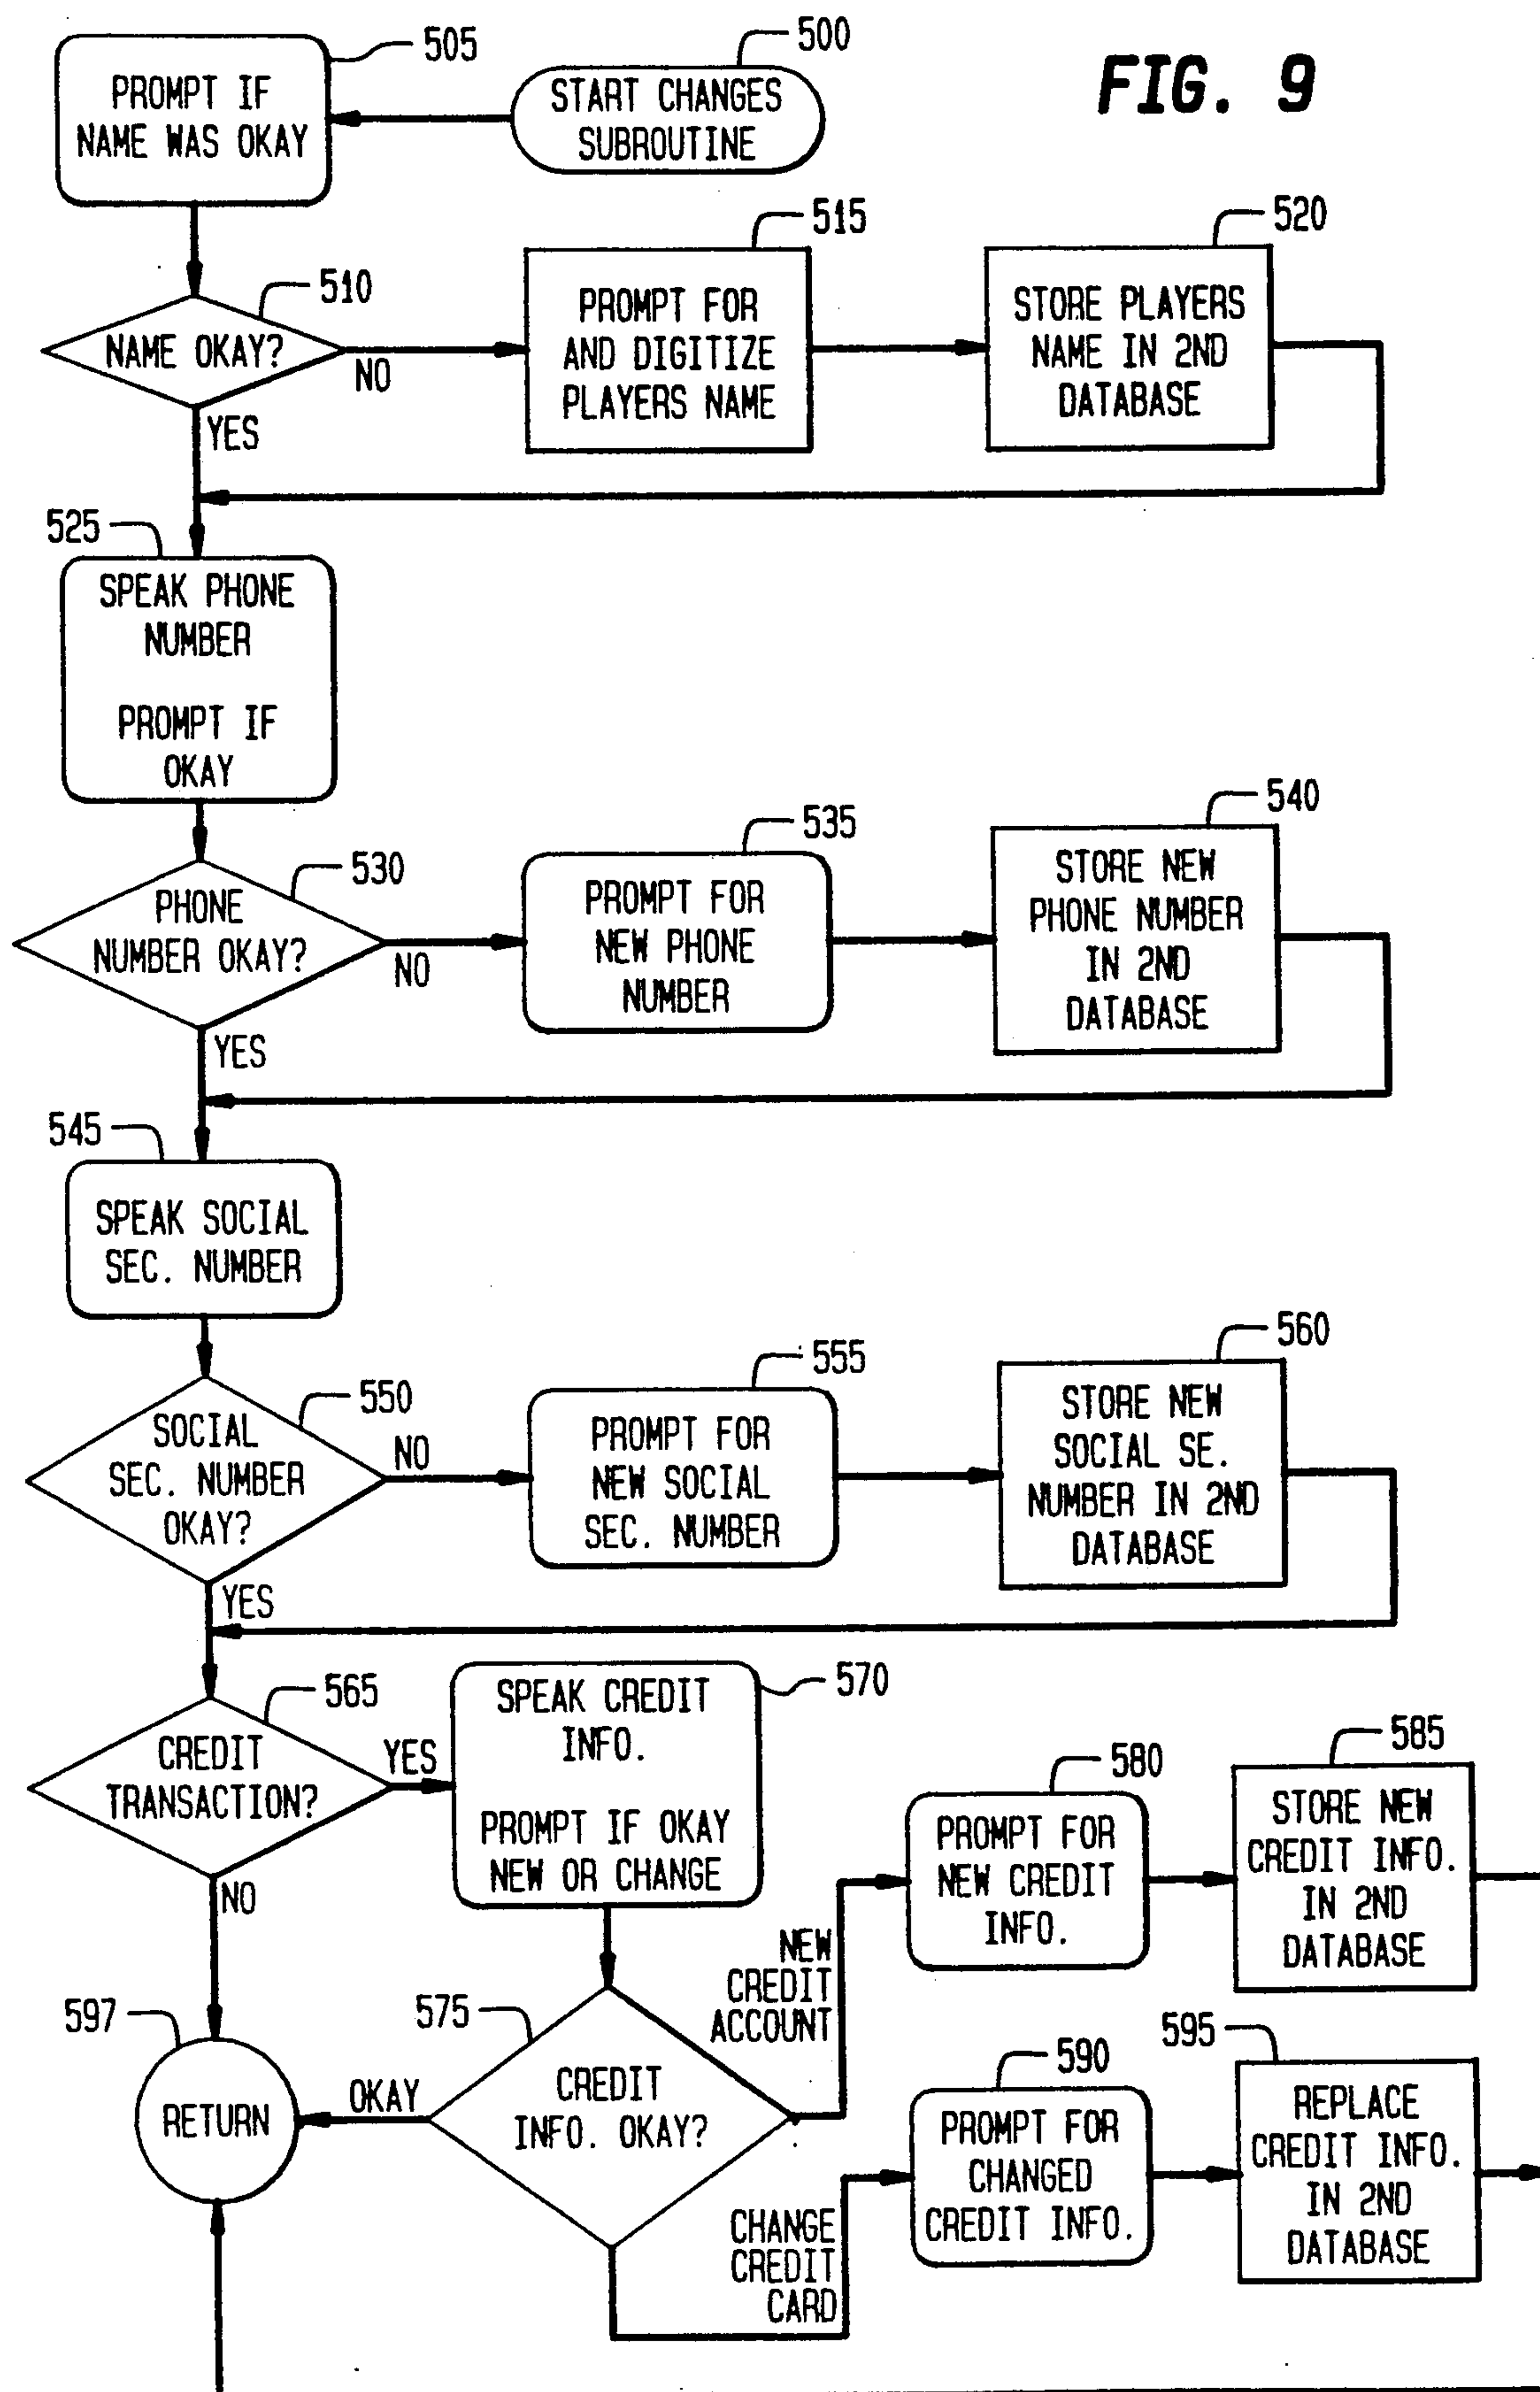 FIG. 9
505
500
PROMPT IF
NAME WAS OKAY
START CHANGES
SUBROUTINE
510
NAME OKAY?
NO
YES
515
PROMPT FOR
AND DIGITIZE
PLAYERS NAME
520
STORE PLAYERS
NAME IN 2ND
DATABASE
525
SPEAK PHONE
NUMBER
PROMPT IF
OKAY
530
PHONE
NUMBER OKAY?
NO
YES
535
PROMPT FOR
NEW PHONE
NUMBER
540
STORE NEW
PHONE NUMBER
IN 2ND
DATABASE
545
SPEAK SOCIAL
SEC. NUMBER
550
SOCIAL
SEC. NUMBER
OKAY?
NO
YES
555
PROMPT FOR
NEW SOCIAL
SEC. NUMBER
560
STORE NEW
SOCIAL SE.
NUMBER IN 2ND
DATABASE
565
CREDIT
TRANSACTION?
YES
NO
570
SPEAK CREDIT
INFO.
PROMPT IF OKAY
NEW OR CHANGE
575
CREDIT
INFO. OKAY?
OKAY
NEW
CREDIT
ACCOUNT
CHANGE
CREDIT
CARD
580
PROMPT FOR
NEW CREDIT
INFO.
585
STORE NEW
CREDIT INFO.
IN 2ND
DATABASE
590
PROMPT FOR
CHANGED
CREDIT INFO.
595
REPLACE
CREDIT INFO.
IN 2ND
DATABASE
597
RETURN